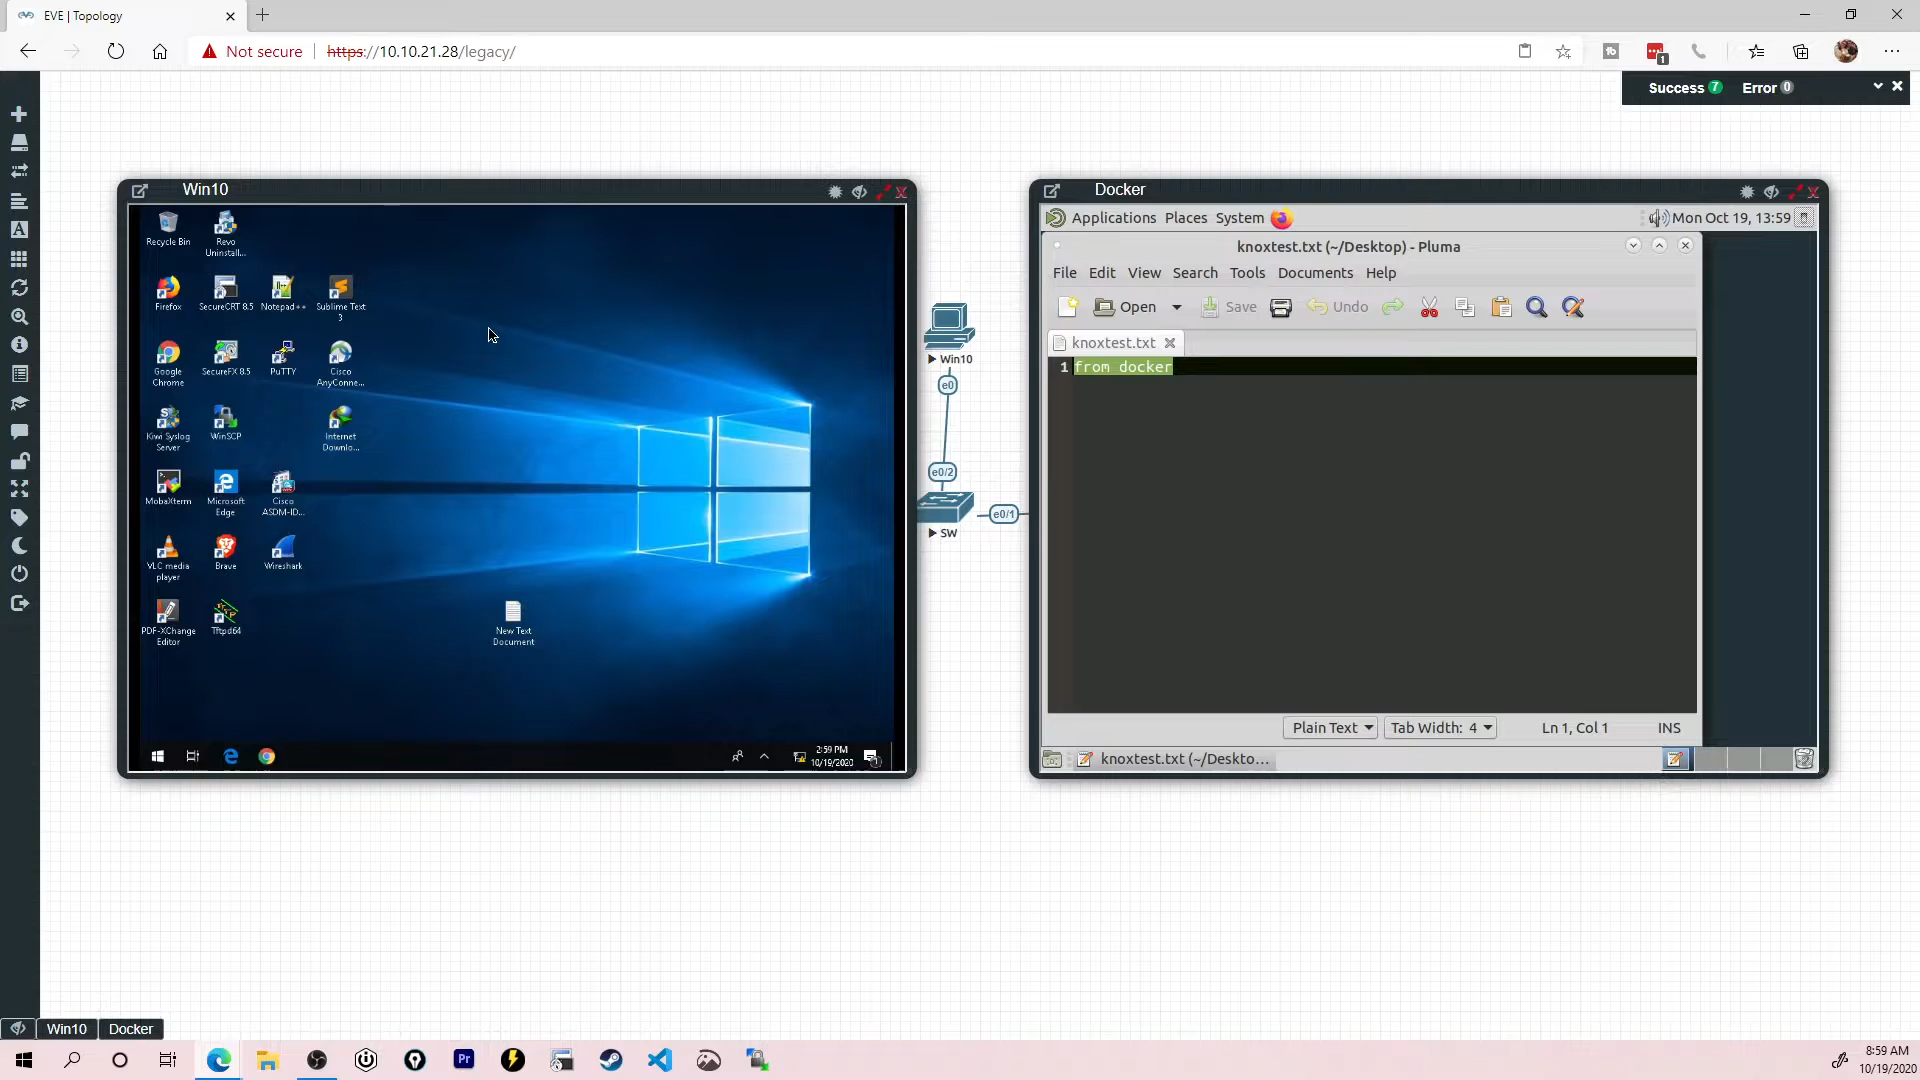 EVE | Topology
Not secure https://10.10.21.28/legacy/
1
Success 7 Error 0
Win10
Recycle Bin
Revo
Uninstall...
Firefox
SecureCRT 8.5
Notepad++
Sublime Text
3
Google
Chrome
SecureFX 8.5
PuTTY
Cisco
AnyConne...
Kiwi Syslog
Server
WinSCP
Internet
Downlo...
MobaXterm
Microsoft
Edge
Cisco
ASDM-ID...
VLC media
player
Brave
Wireshark
PDF-XChange
Editor
Tftpd64
New Text
Document
2:59 PM
10/19/2020
Win10
e0
e0/2
e0/1
SW
Docker
Applications Places System
Mon Oct 19, 13:59
knoxtest.txt (~/Desktop) - Pluma
File Edit View Search Tools Documents Help
Open Save Undo
knoxtest.txt
1 from docker
Plain Text Tab Width: 4 Ln 1, Col 1 INS
knoxtest.txt (~/Deskto...
Win10 Docker
Pr
8:59 AM
10/19/2020